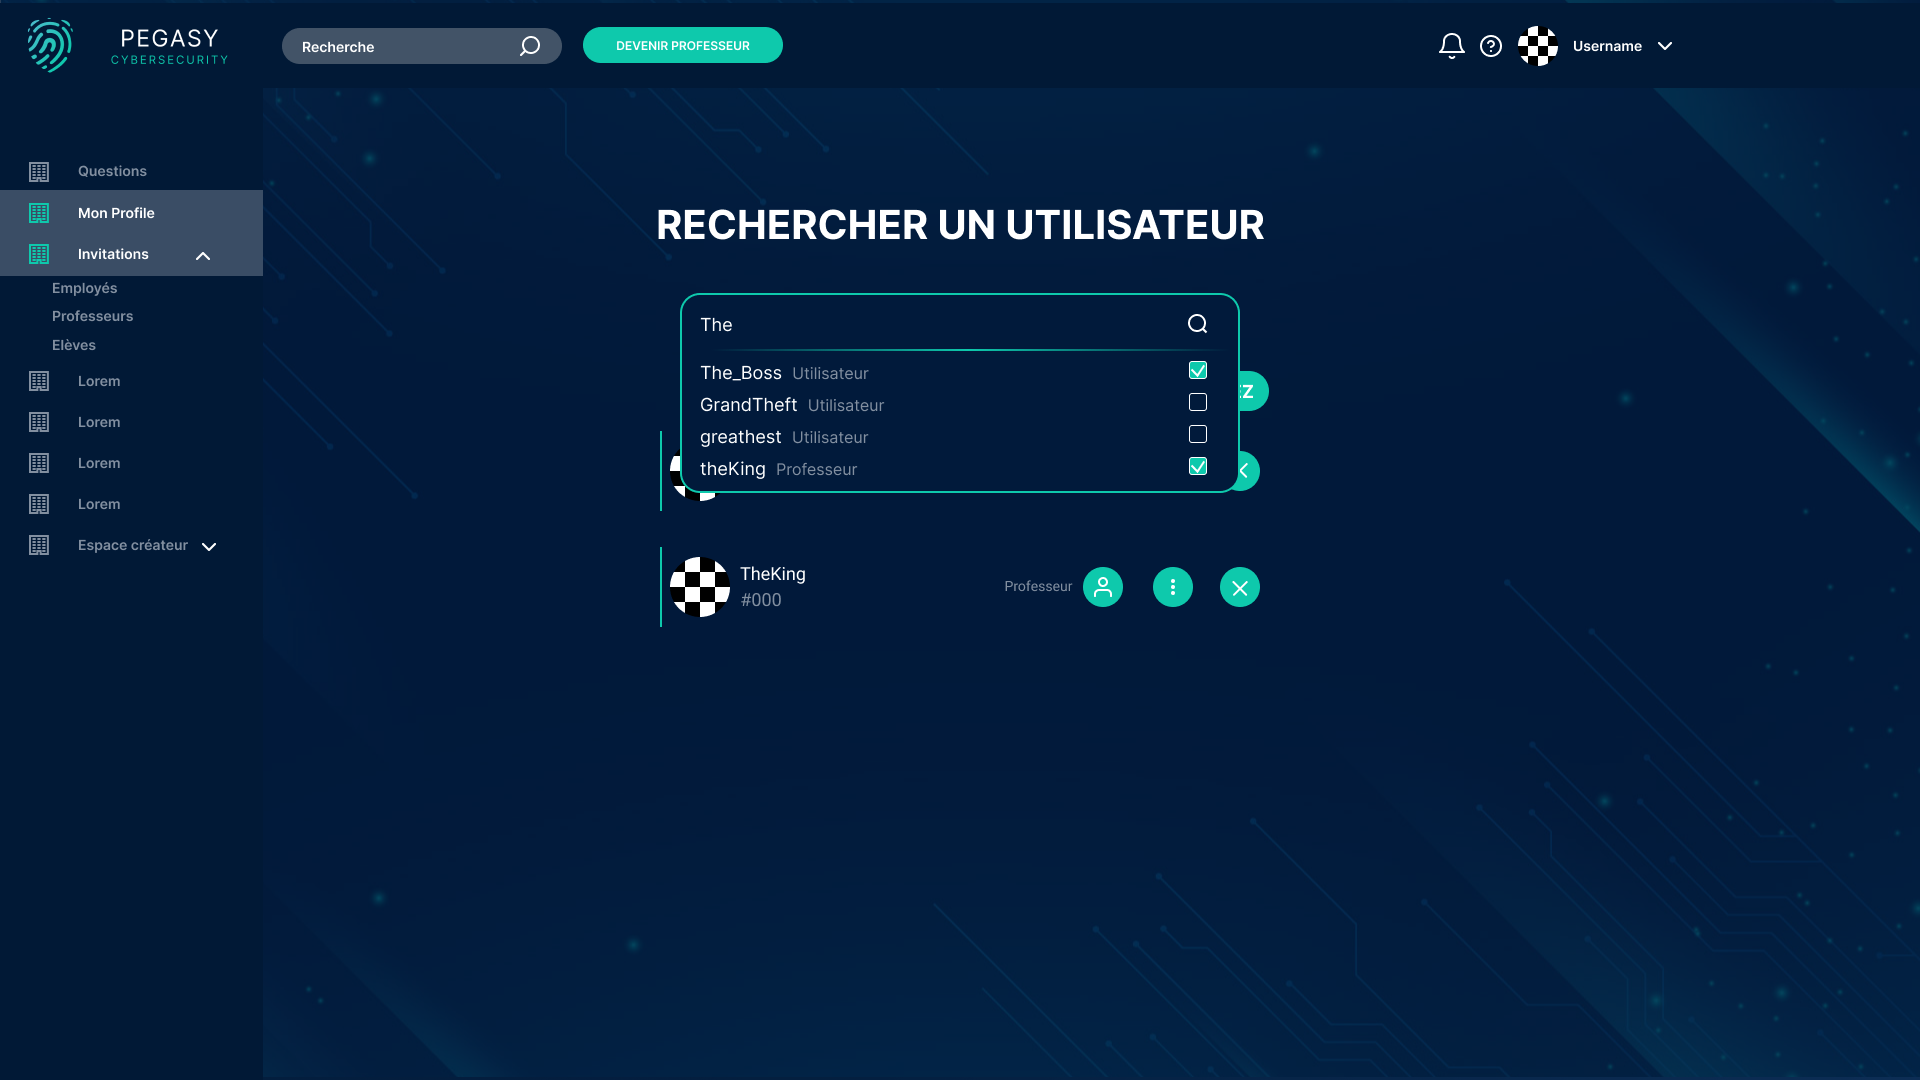 PEGASY
CYBERSECURITY
Recherche
DEVENIR PROFESSEUR
Username
Questions
Mon Profile
Invitations
Employés
Professeurs
Elèves
Lorem
Lorem
Lorem
Lorem
Espace créateur
RECHERCHER UN UTILISATEUR
The
The_Boss Utilisateur
GrandTheft Utilisateur
greathest Utilisateur
theKing Professeur
TheKing
#000
Professeur